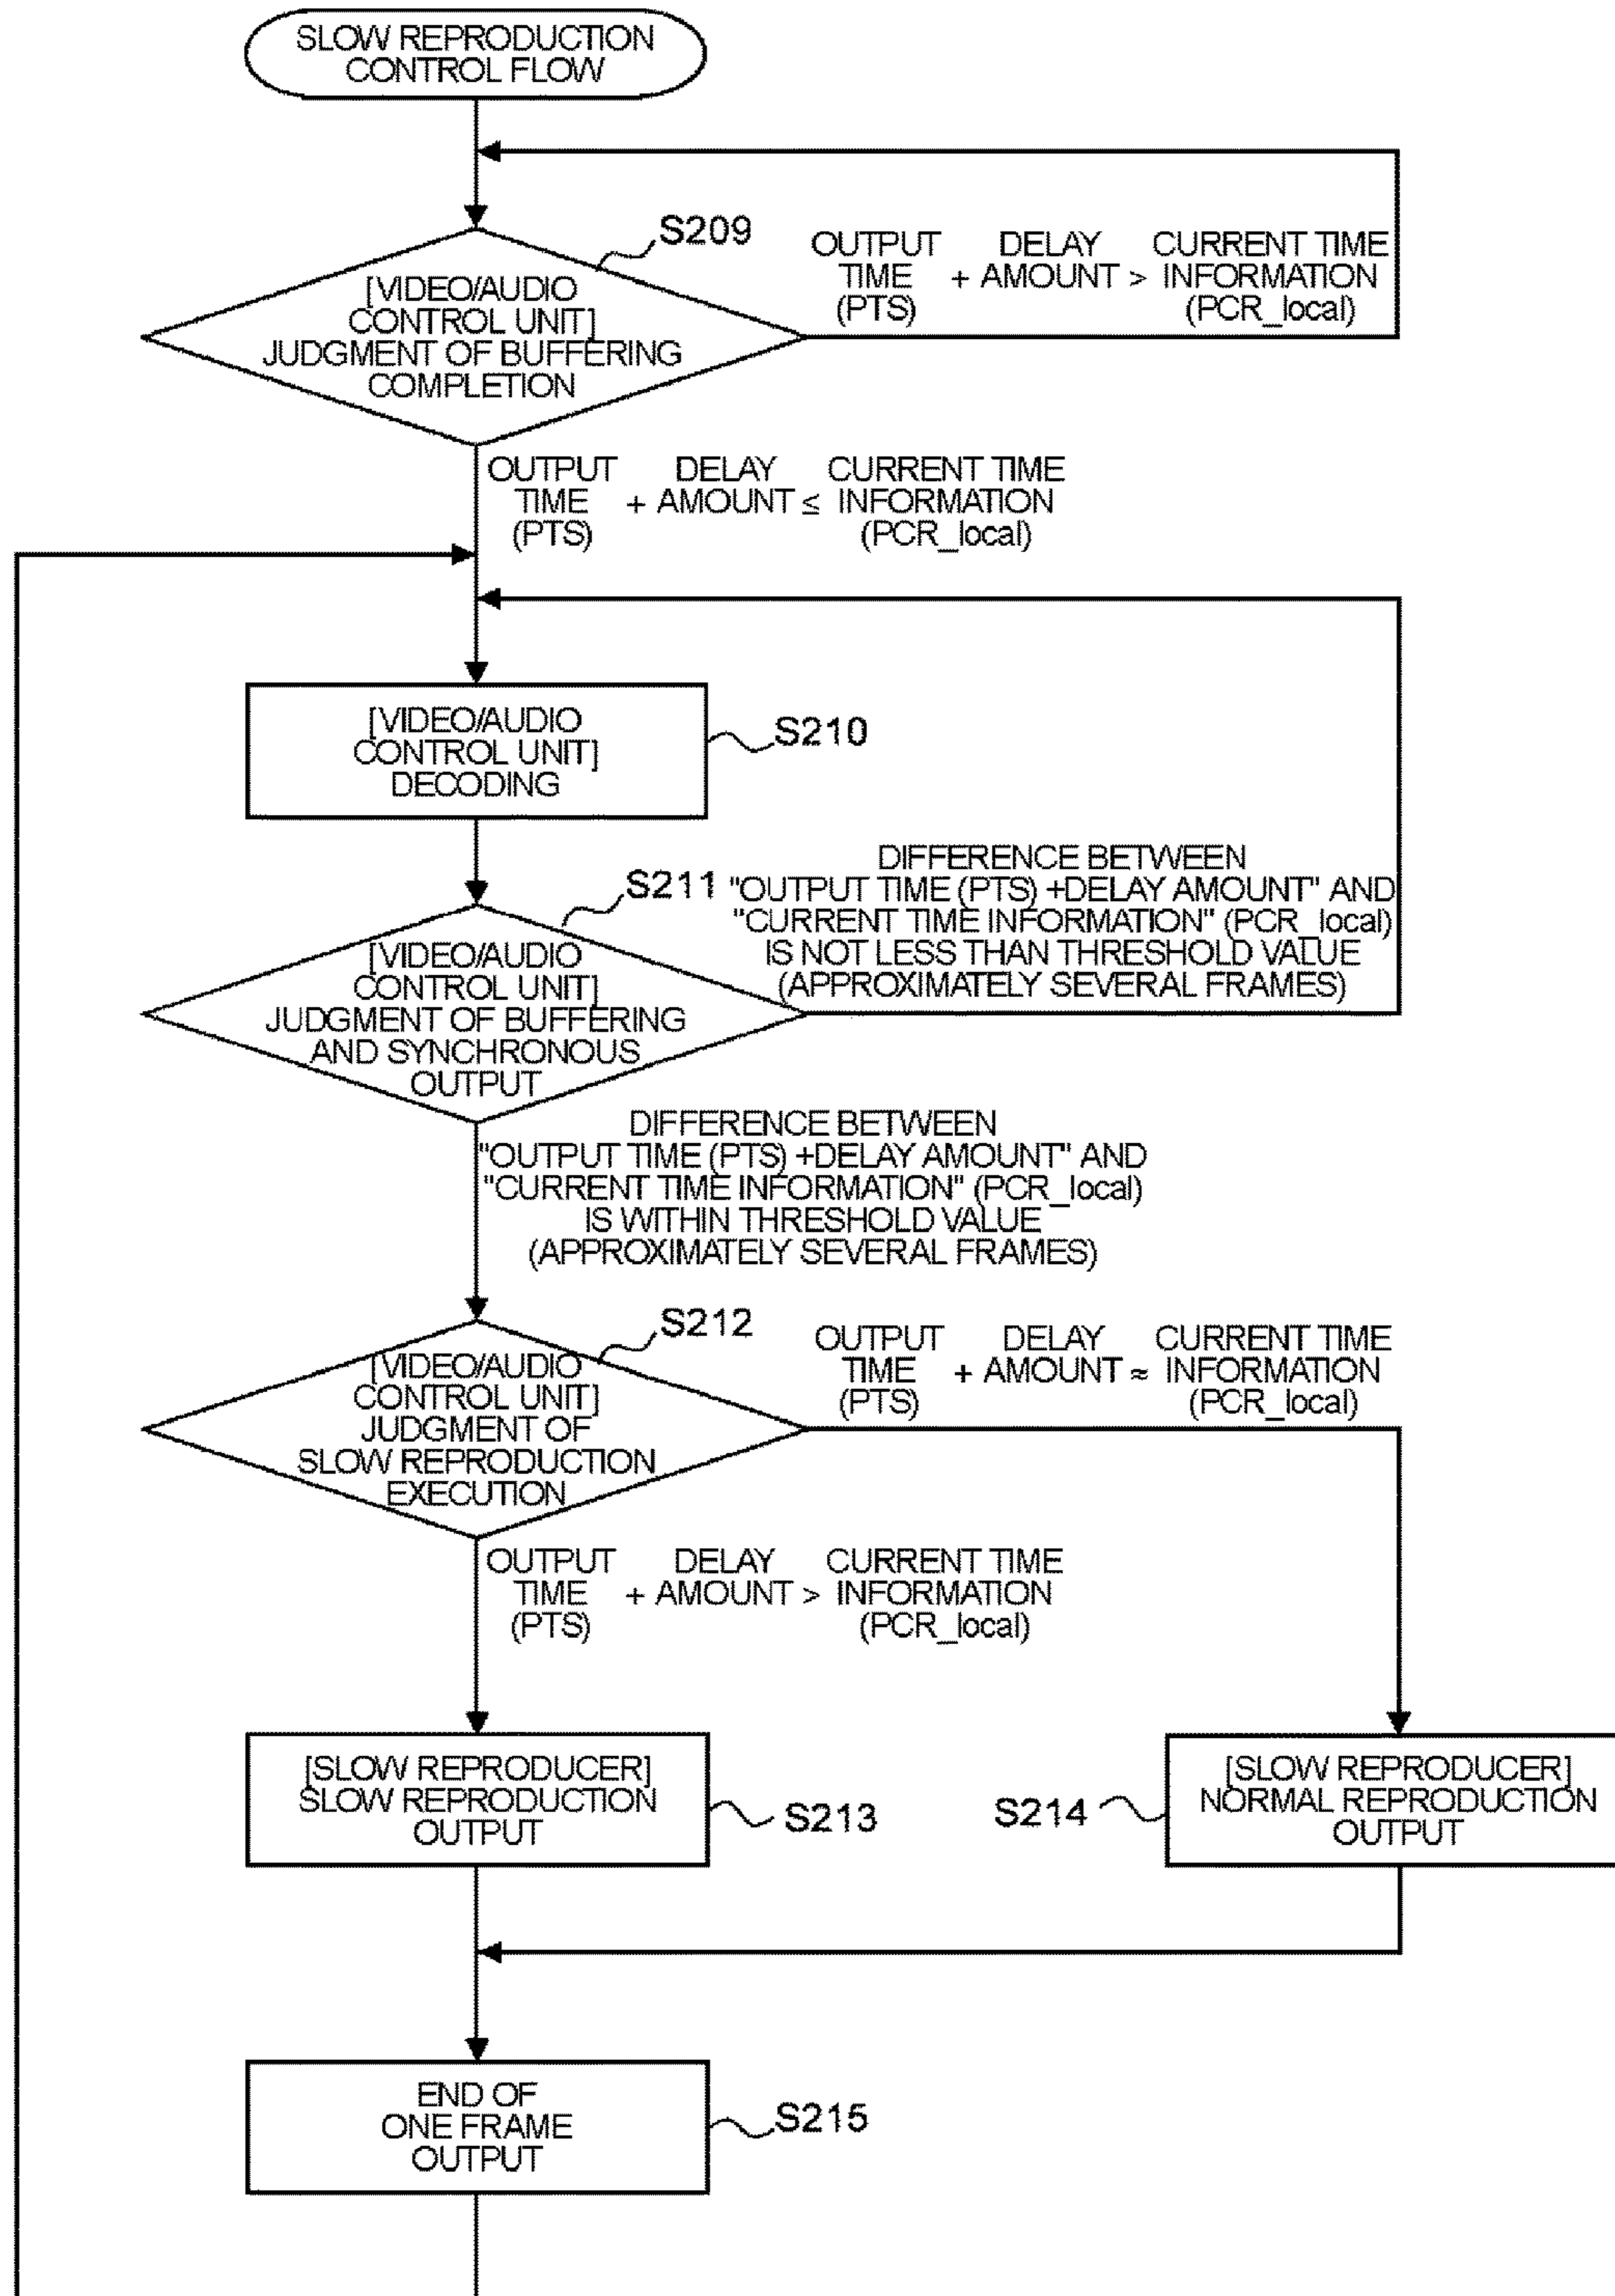 SLOW REPRODUCTION
CONTROL FLOW
S209
[VIDEO/AUDIO
CONTROL UNIT]
JUDGMENT OF BUFFERING
COMPLETION
OUTPUT DELAY CURRENT TIME
TIME + AMOUNT > INFORMATION
(PTS) (PCR_local)
OUTPUT DELAY CURRENT TIME
TIME + AMOUNT ≤ INFORMATION
(PTS) (PCR_local)
[VIDEO/AUDIO
CONTROL UNIT]
DECODING
S210
S211
[VIDEO/AUDIO
CONTROL UNIT]
JUDGMENT OF BUFFERING
AND SYNCHRONOUS
OUTPUT
DIFFERENCE BETWEEN
"OUTPUT TIME (PTS) +DELAY AMOUNT" AND
"CURRENT TIME INFORMATION" (PCR_local)
IS NOT LESS THAN THRESHOLD VALUE
(APPROXIMATELY SEVERAL FRAMES)
DIFFERENCE BETWEEN
"OUTPUT TIME (PTS) +DELAY AMOUNT" AND
"CURRENT TIME INFORMATION" (PCR_local)
IS WITHIN THRESHOLD VALUE
(APPROXIMATELY SEVERAL FRAMES)
S212
[VIDEO/AUDIO
CONTROL UNIT]
JUDGMENT OF
SLOW REPRODUCTION
EXECUTION
OUTPUT DELAY CURRENT TIME
TIME + AMOUNT ≈ INFORMATION
(PTS) (PCR_local)
OUTPUT DELAY CURRENT TIME
TIME + AMOUNT > INFORMATION
(PTS) (PCR_local)
[SLOW REPRODUCER]
SLOW REPRODUCTION
OUTPUT
S213
S214
[SLOW REPRODUCER]
NORMAL REPRODUCTION
OUTPUT
END OF
ONE FRAME
OUTPUT
S215